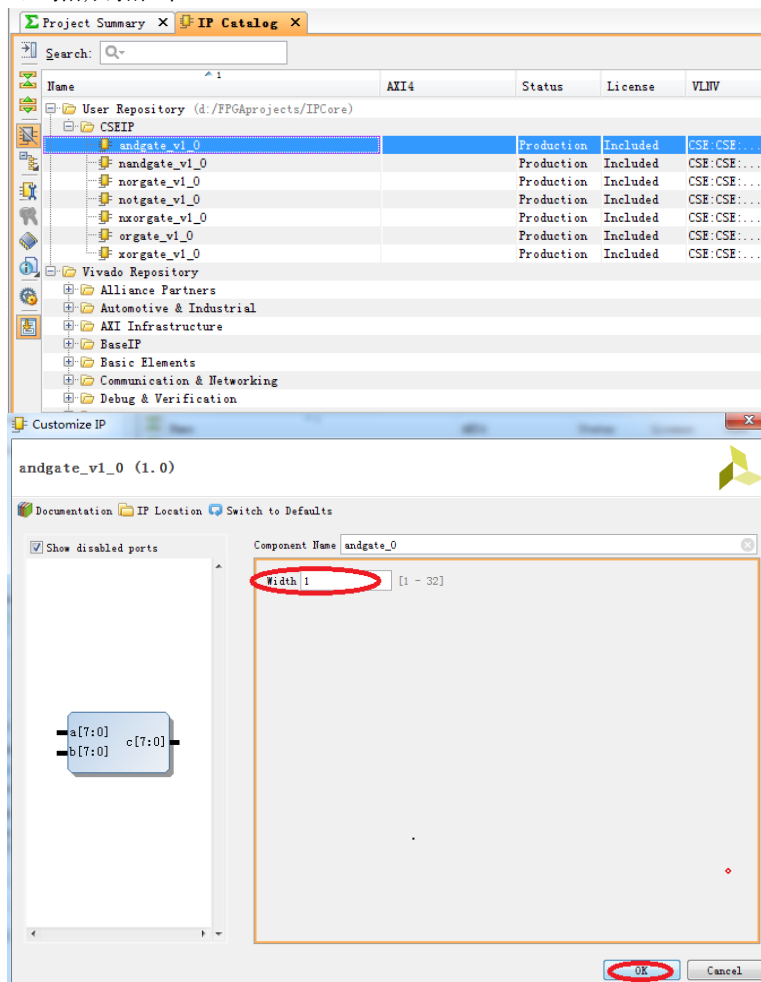 Project Summary × IP Catalog ×
Search:
Name 1 AXI4 Status License VLNV
User Repository (d:/FPGAprojects/IPCore)
CSEIP
andgate_v1_0 Production Included CSE:CSE:...
nandgate_v1_0 Production Included CSE:CSE:...
norgate_v1_0 Production Included CSE:CSE:...
notgate_v1_0 Production Included CSE:CSE:...
nxorgate_v1_0 Production Included CSE:CSE:...
orgate_v1_0 Production Included CSE:CSE:...
xorgate_v1_0 Production Included CSE:CSE:...
Vivado Repository
Alliance Partners
Automotive & Industrial
AXI Infrastructure
BaseIP
Basic Elements
Communication & Networking
Debug & Verification
Customize IP
andgate_v1_0 (1.0)
Documentation IP Location Switch to Defaults
Show disabled ports Component Name andgate_0
Width 1 [1 - 32]
a[7:0]
c[7:0]
b[7:0]
OK Cancel